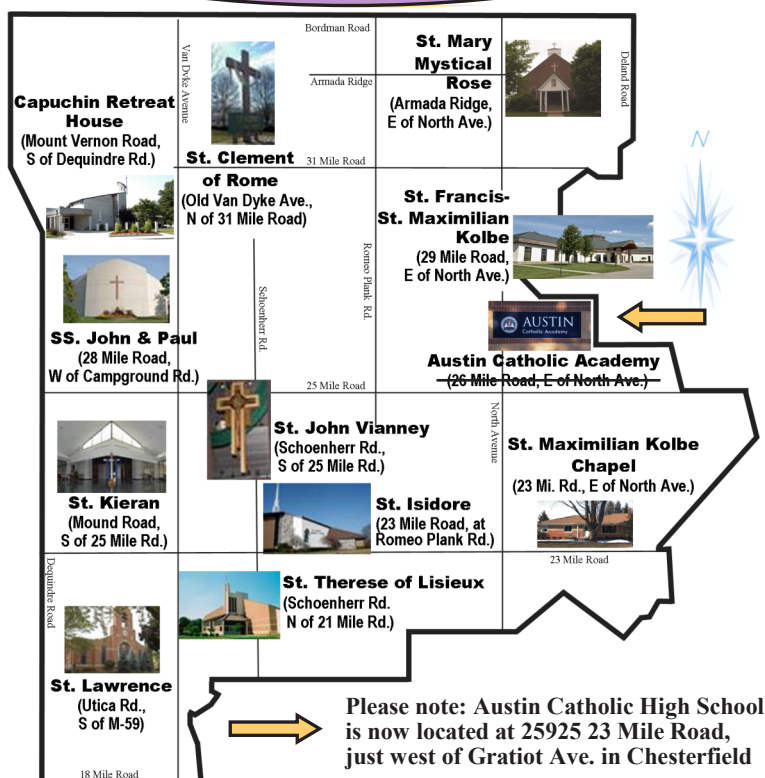 Bordman Road
Van Dyke Avenue
Armada Ridge
Deland Road
St. Mary
Mystical
Rose
(Armada Ridge,
E of North Ave.)
Capuchin Retreat
House
(Mount Vernon Road,
S of Dequindre Rd.)
N
St. Clement
of Rome
(Old Van Dyke Ave.,
N of 31 Mile Road)
31 Mile Road
St. Francis-
St. Maximilian
Kolbe
(29 Mile Road,
E of North Ave.)
Romeo Plank Rd.
Schoenherr Rd.
SS. John & Paul
(28 Mile Road,
W of Campground Rd.)
AUSTIN
Catholic Academy
Austin Catholic Academy
(26 Mile Road, E of North Ave.)
25 Mile Road
North Avenue
St. John Vianney
(Schoenherr Rd.,
S of 25 Mile Rd.)
St. Maximilian Kolbe
Chapel
(23 Mi. Rd., E of North Ave.)
St. Kieran
(Mound Road,
S of 25 Mile Rd.)
St. Isidore
(23 Mile Road, at
Romeo Plank Rd.)
23 Mile Road
Dequindre Road
St. Therese of Lisieux
(Schoenherr Rd.
N of 21 Mile Rd.)
St. Lawrence
(Utica Rd.,
S of M-59)
18 Mile Road
Please note: Austin Catholic High School
is now located at 25925 23 Mile Road,
just west of Gratiot Ave. in Chesterfield